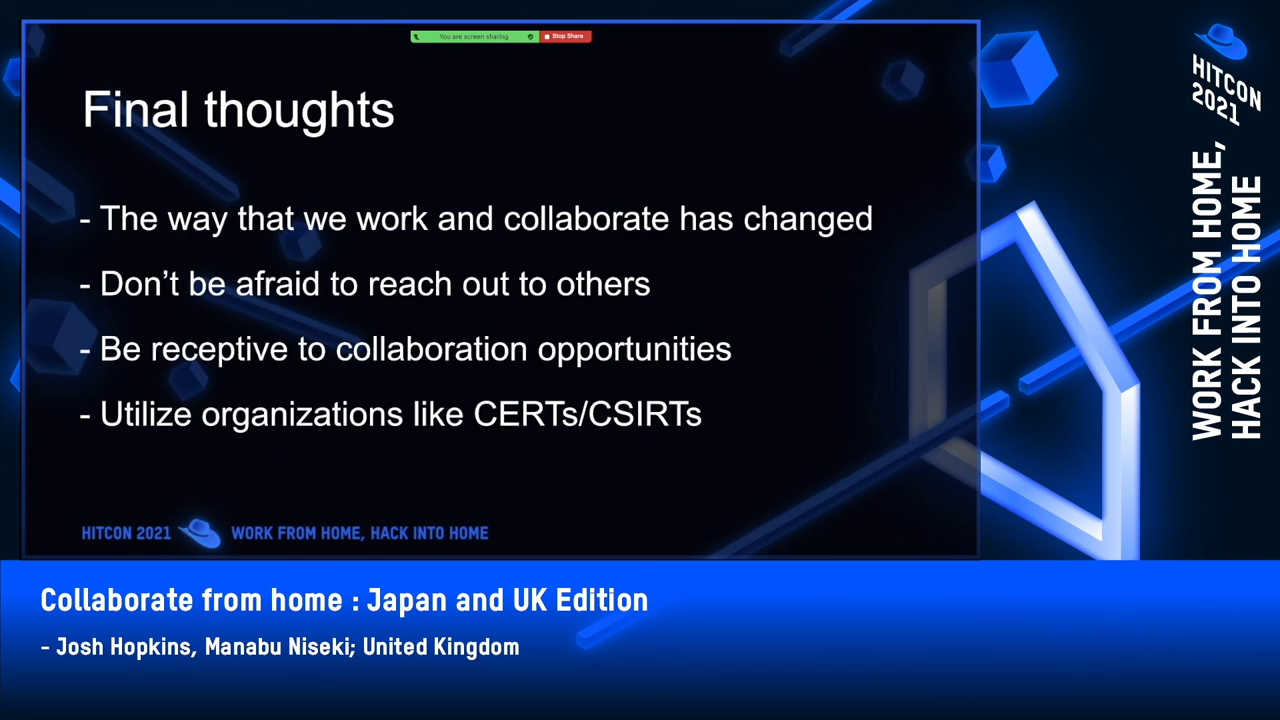 You are screen sharing
Stop Share
Final thoughts
- The way that we work and collaborate has changed
- Don’t be afraid to reach out to others
- Be receptive to collaboration opportunities
- Utilize organizations like CERTs/CSIRTs
HITCON 2021 WORK FROM HOME, HACK INTO HOME
HITCON
2021
WORK FROM HOME,
HACK INTO HOME
Collaborate from home : Japan and UK Edition
- Josh Hopkins, Manabu Niseki; United Kingdom